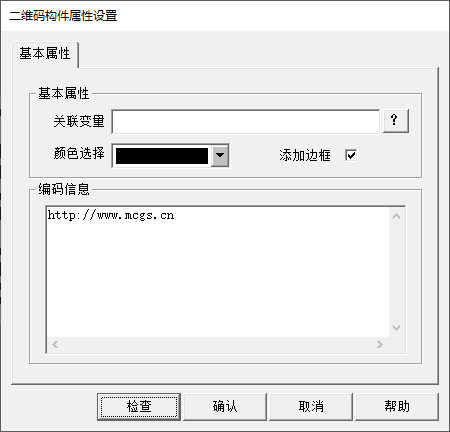 二维码构件属性设置
基本属性
基本属性
关联变量
?
颜色选择
添加边框
编码信息
http://www.mcgs.cn
检查 确认 取消 帮助